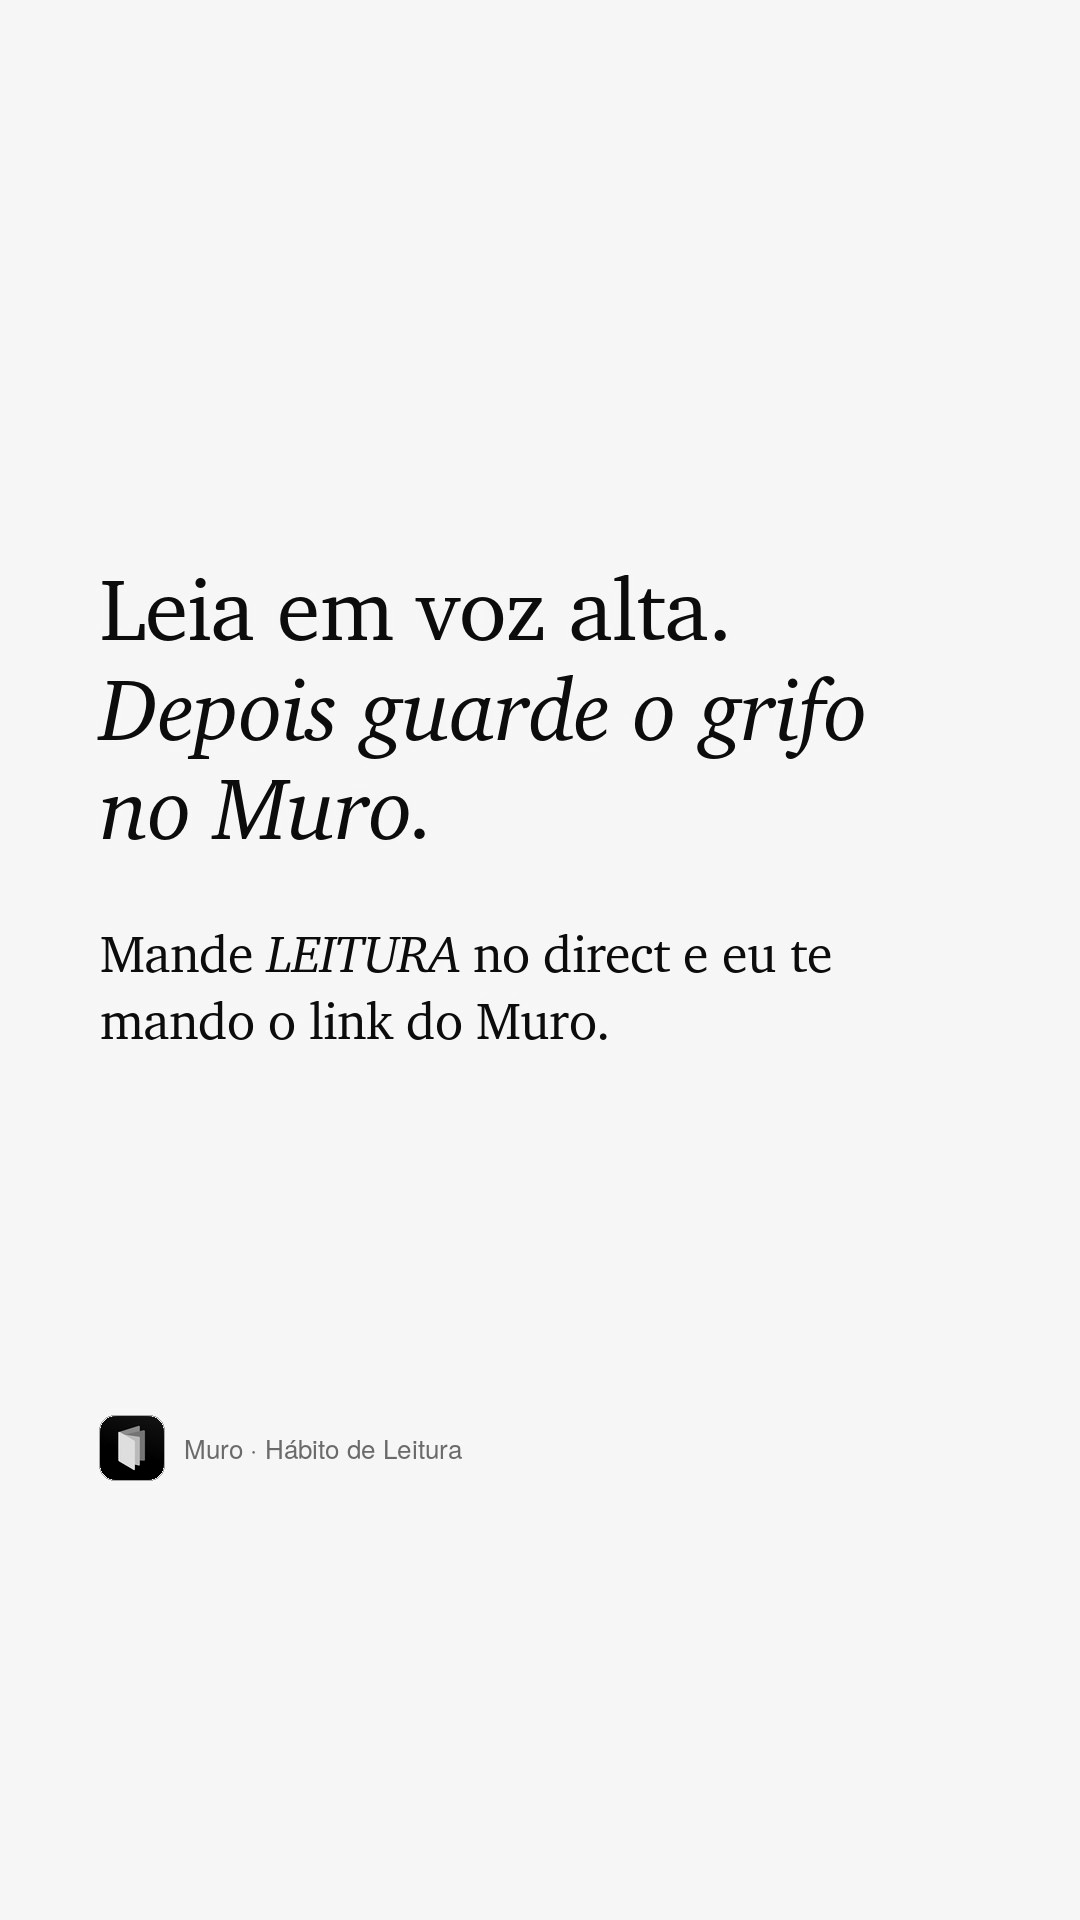 Leia em voz alta.
Depois guarde o grifo
no Muro.
Mande LEITURA no direct e eu te
mando o link do Muro.
Muro · Hábito de Leitura